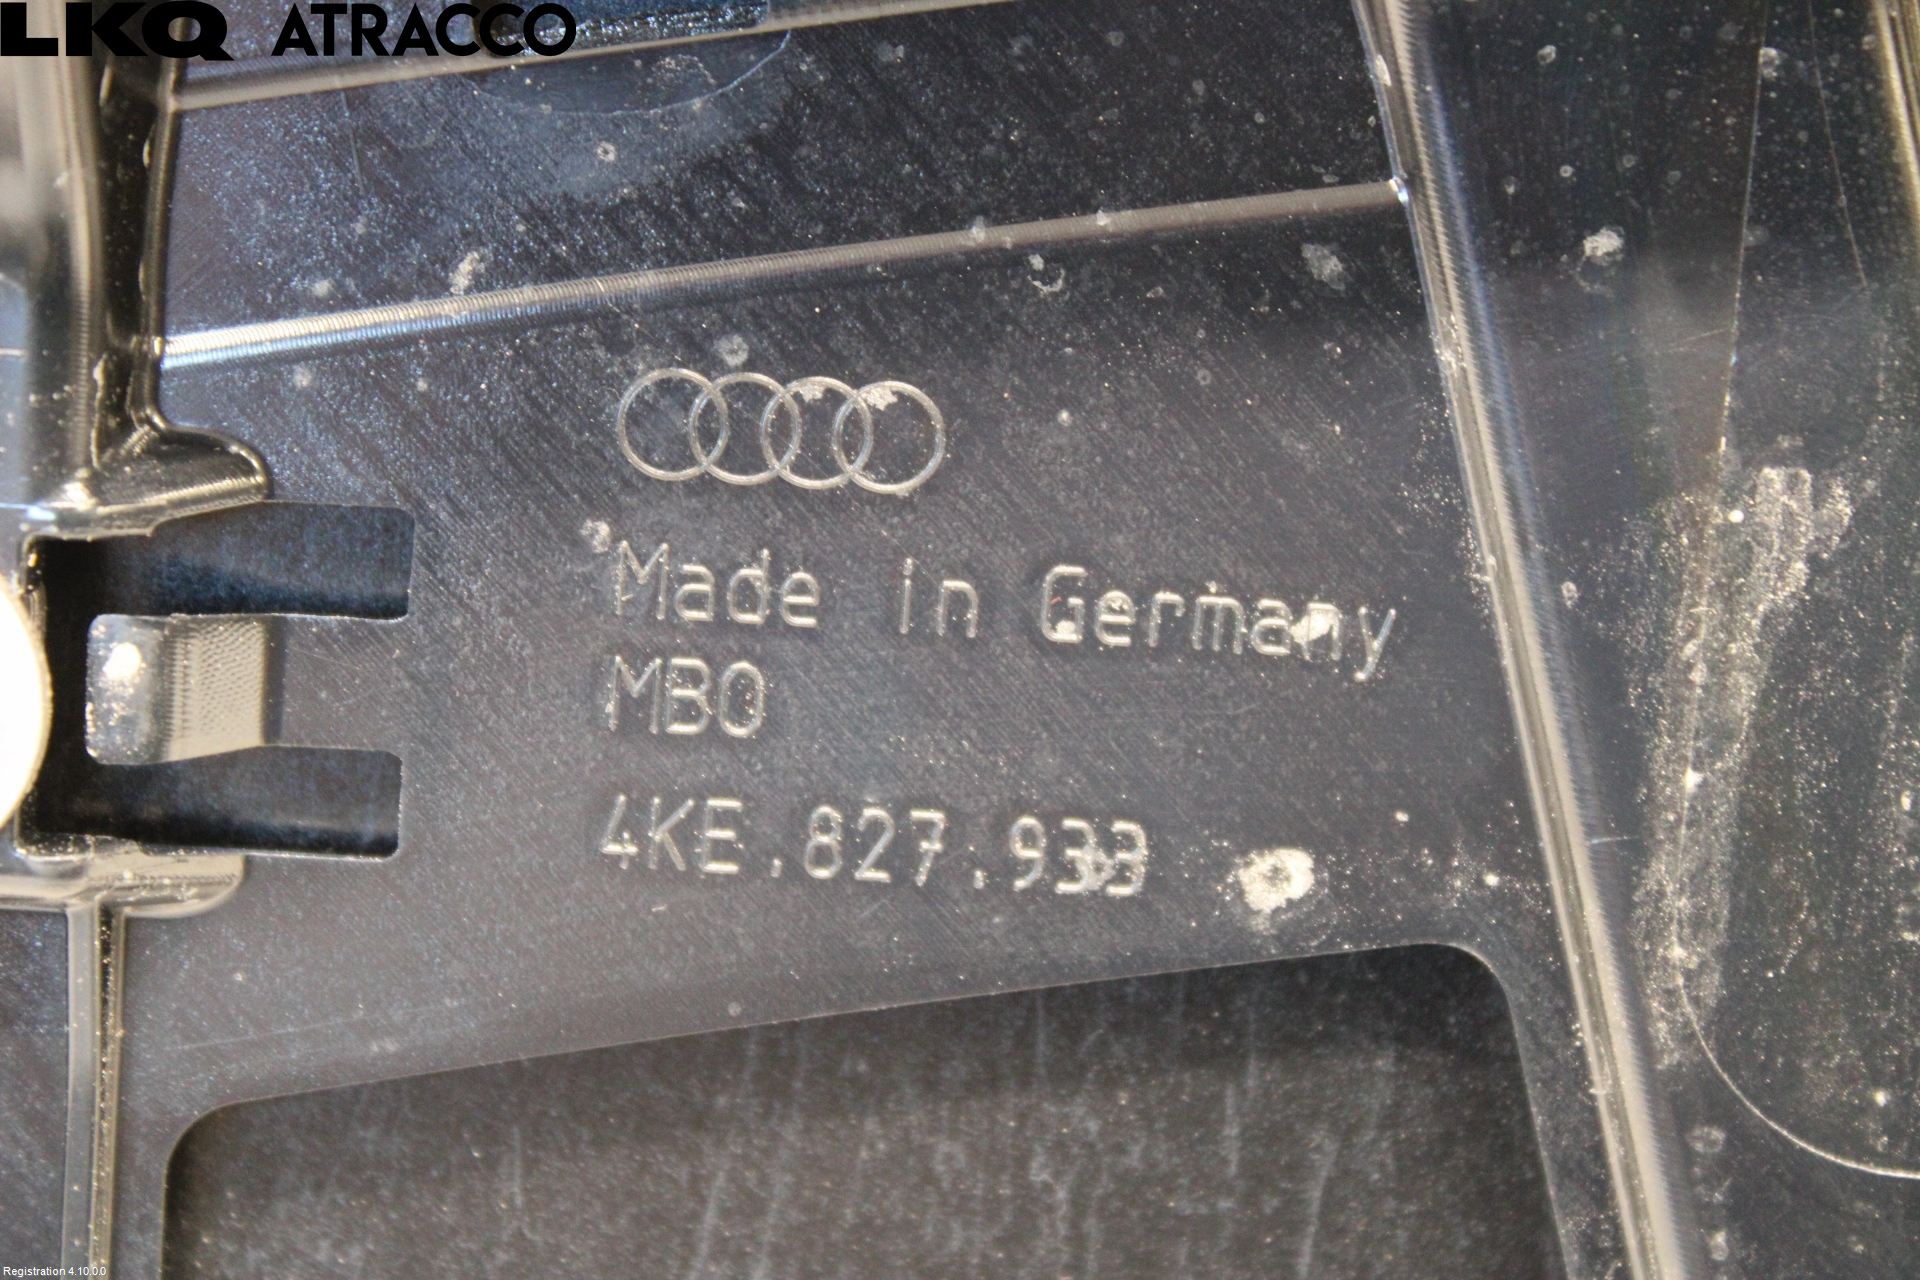 LKQ ATRACCO
Made in Germany
MBO
4KE.827.933
Registration 4.10.0.0